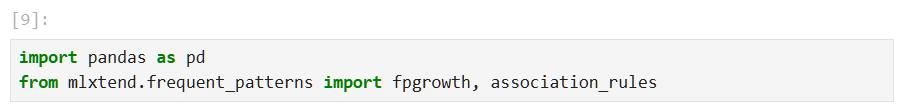 [9]:
import pandas as pd
from mlxtend.frequent_patterns import fpgrowth, association_rules